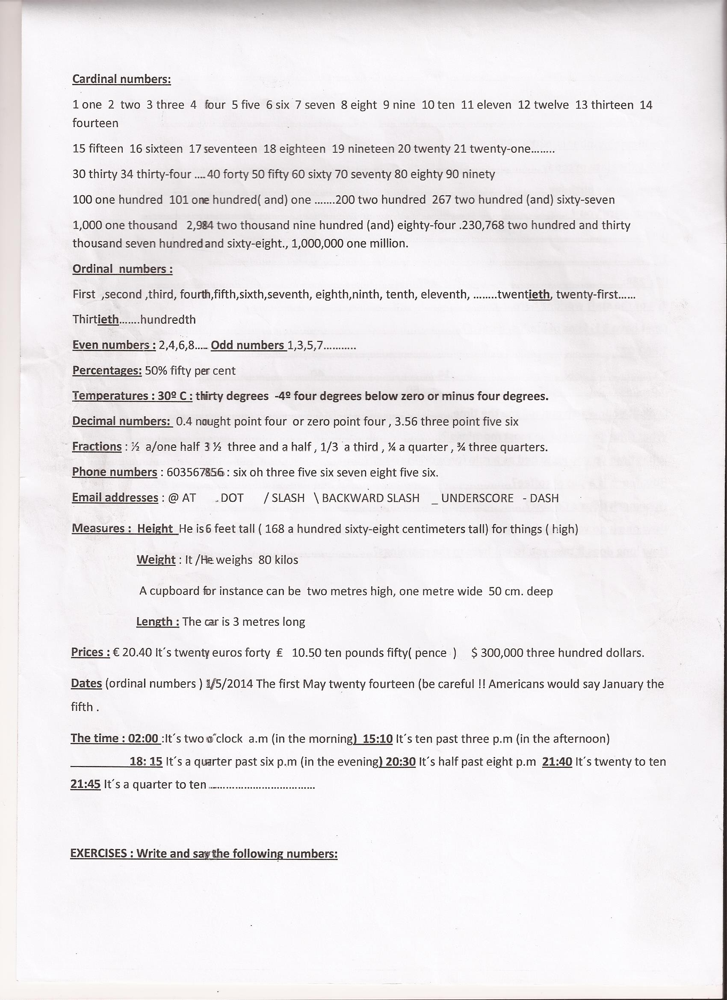 Cardinal numbers:
1 one 2 two 3 three 4 four 5 five 6 six 7 seven 8 eight 9 nine 10 ten 11 eleven 12 twelve 13 thirteen 14
fourteen
15 fifteen 16 sixteen 17 seventeen 18 eighteen 19 nineteen 20 twenty 21 twenty-one........
30 thirty 34 thirty-four .... 40 forty 50 fifty 60 sixty 70 seventy 80 eighty 90 ninety
100 one hundred 101 one hundred( and) one .......200 two hundred 267 two hundred (and) sixty-seven
1,000 one thousand 2,984 two thousand nine hundred (and) eighty-four .230,768 two hundred and thirty
thousand seven hundred and sixty-eight., 1,000,000 one million.
Ordinal numbers :
First ,second ,third, fourth,fifth,sixth,seventh, eighth,ninth, tenth, eleventh, ........twentieth, twenty-first......
Thirtieth.......hundredth
Even numbers : 2,4,6,8..... Odd numbers 1,3,5,7...........
Percentages: 50% fifty per cent
Temperatures : 30º C : thirty degrees -4º four degrees below zero or minus four degrees.
Decimal numbers: 0.4 nought point four or zero point four , 3.56 three point five six
Fractions : ½ a/one half 3 ½ three and a half , 1/3 a third , ¼ a quarter , ¾ three quarters.
Phone numbers : 603567856 : six oh three five six seven eight five six.
Email addresses : @ AT . DOT / SLASH \ BACKWARD SLASH _ UNDERSCORE - DASH
Measures : Height He is 6 feet tall ( 168 a hundred sixty-eight centimeters tall) for things ( high)
Weight : It /He weighs 80 kilos
A cupboard for instance can be two metres high, one metre wide 50 cm. deep
Length : The car is 3 metres long
Prices : € 20.40 It´s twenty euros forty ₤ 10.50 ten pounds fifty( pence ) $ 300,000 three hundred dollars.
Dates (ordinal numbers ) 1/5/2014 The first May twenty fourteen (be careful !! Americans would say January the
fifth .
The time : 02:00 :It´s two o´clock a.m (in the morning) 15:10 It´s ten past three p.m (in the afternoon)
18: 15 It´s a quarter past six p.m (in the evening) 20:30 It´s half past eight p.m 21:40 It´s twenty to ten
21:45 It´s a quarter to ten ....................................
EXERCISES : Write and say the following numbers: